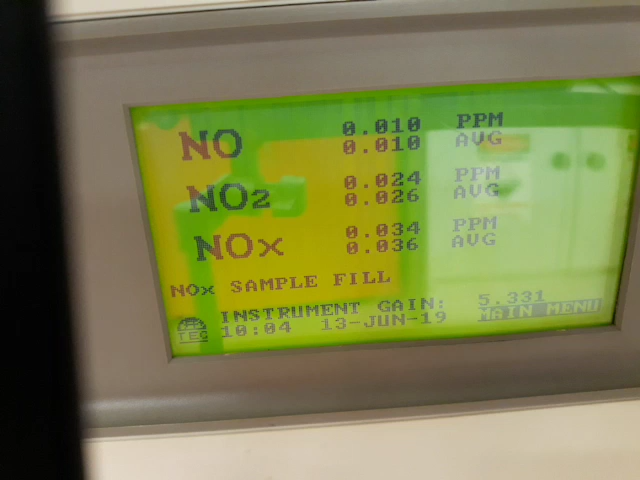 NO 0.010 PPM
0.010 AVG
NO2 0.024 PPM
0.026 AVG
NOx 0.034 PPM
0.036 AVG
NOx SAMPLE FILL
INSTRUMENT GAIN: 5.331
TEC 10:04 13-JUN-19 MAIN MENU